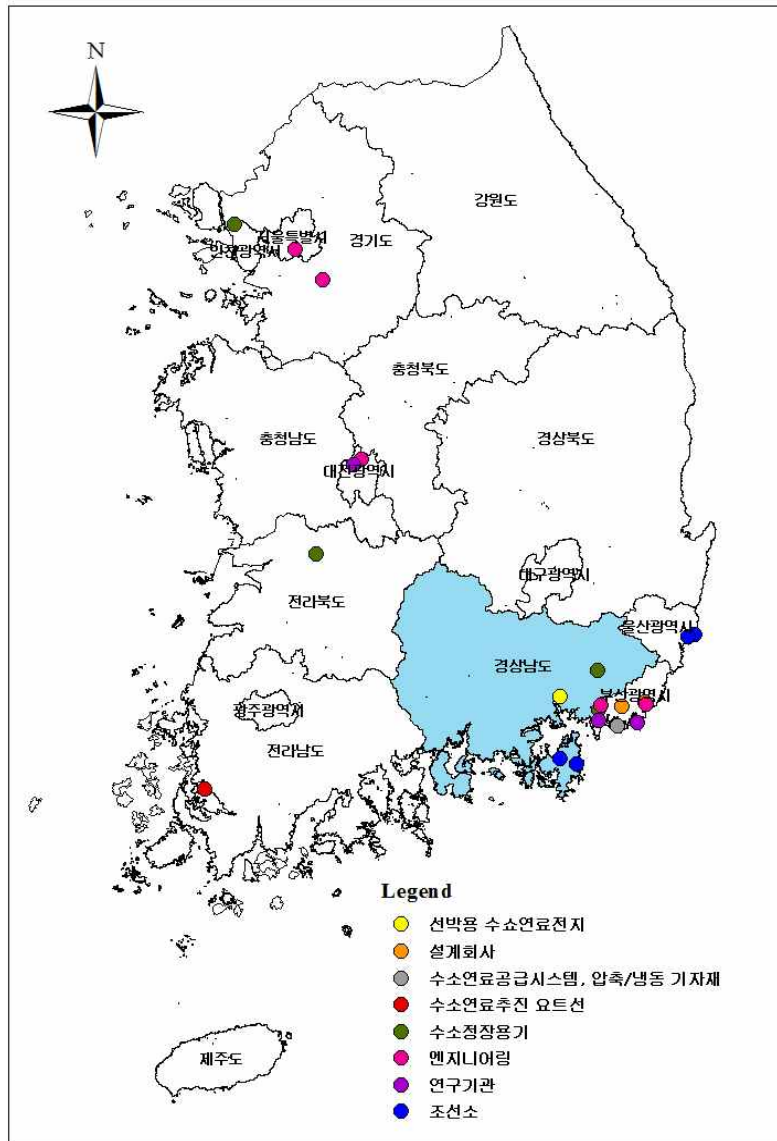 N
강원도
서울특별시
경기도
인천광역시
충청북도
충청남도
경상북도
대전광역시
대구광역시
전라북도
울산광역시
경상남도
부산광역시
광주광역시
전라남도
Legend
선박용 수소연료전지
설계회사
수소연료공급시스템, 압축/냉동 기자재
수소연료추진 요트선
수소정장용기
엔지니어링
연구기관
조선소
제주도